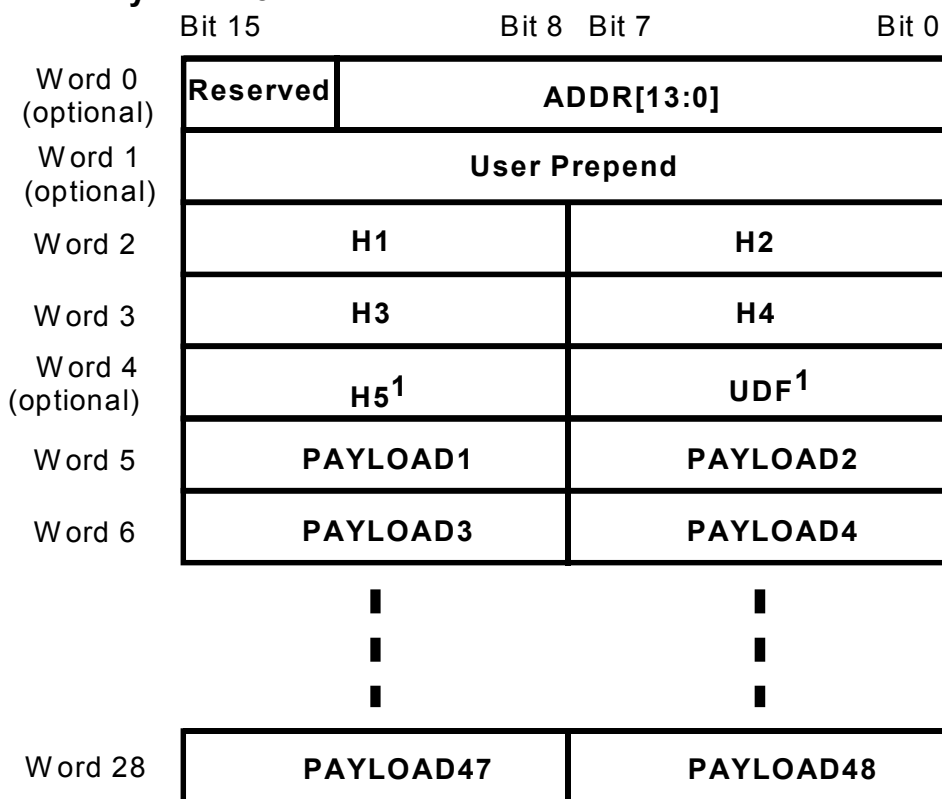 Bit 15 Bit 8 Bit 7 Bit 0
Word 0 (optional) Reserved ADDR[13:0]
Word 1 (optional) User Prepend
Word 2 H1 H2
Word 3 H3 H4
Word 4 (optional) H51 UDF1
Word 5 PAYLOAD1 PAYLOAD2
Word 6 PAYLOAD3 PAYLOAD4
Word 28 PAYLOAD47 PAYLOAD48